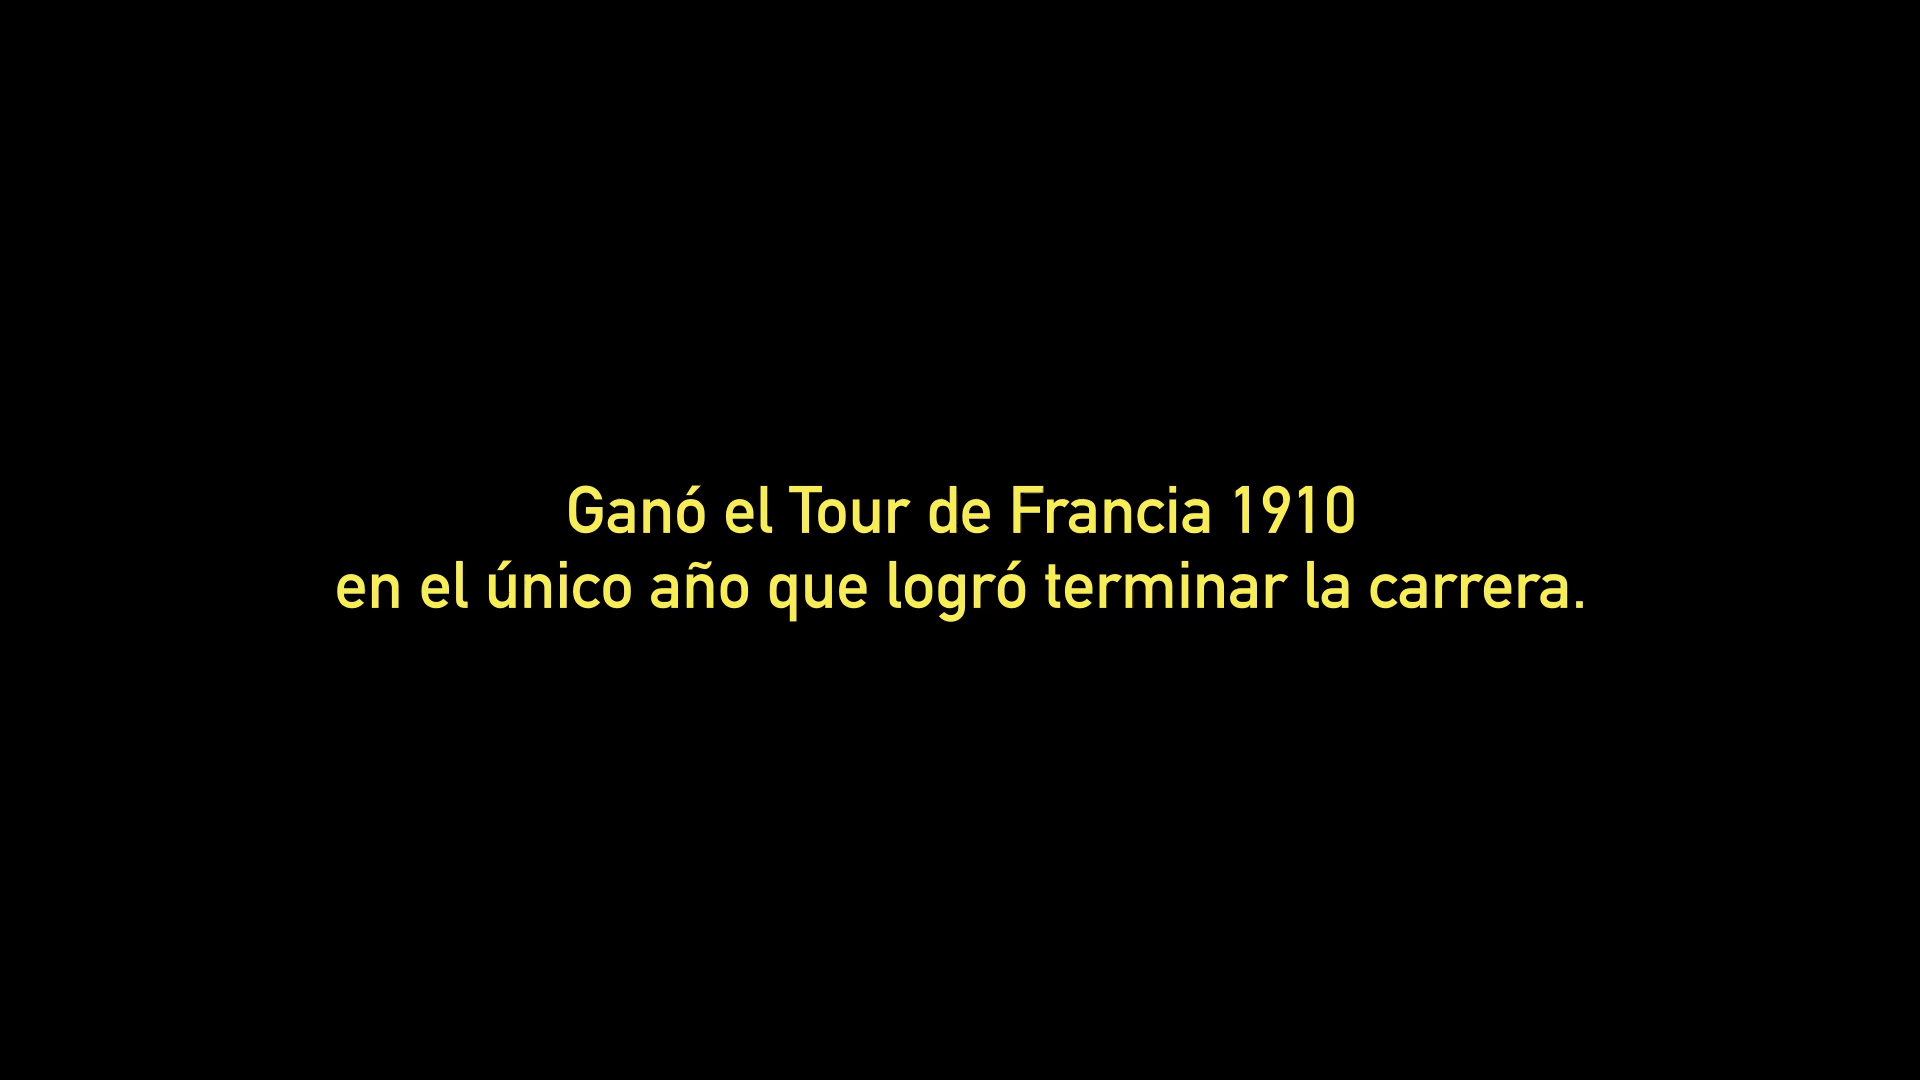 Ganó el Tour de Francia 1910
en el único año que logró terminar la carrera.